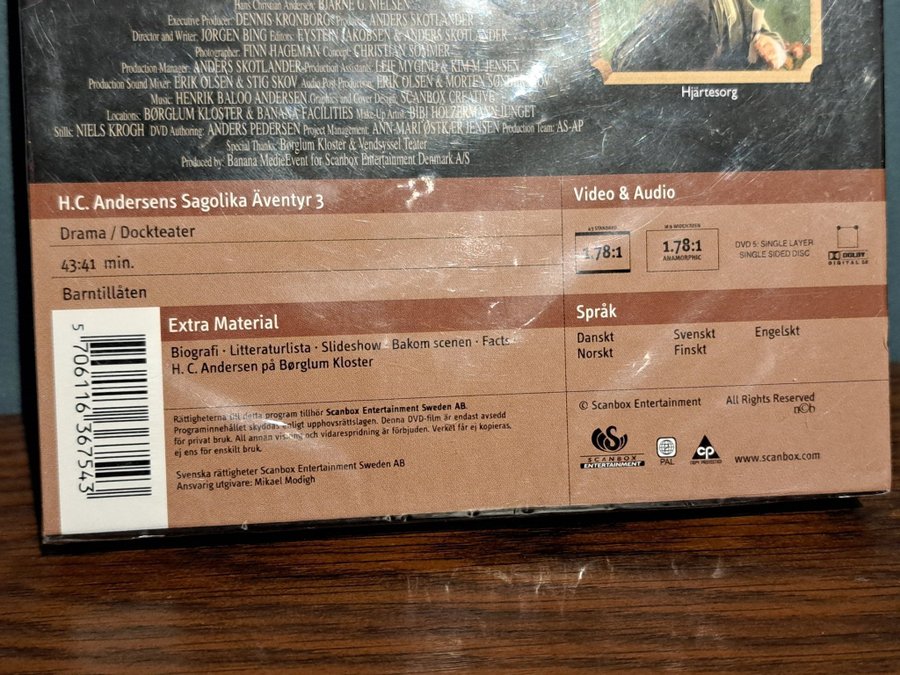 Hans Christian Andersen: BJARNE G. NIELSEN
Executive Producer: DENNIS KRONBORG Producer: ANDERS SKOTLANDER
Director and Writer: JØRGEN BING Editors: EYSTEIN JAKOBSEN & ANDERS SKOTLANDER
Photographer: FINN HAGEMAN Concept: CHRISTIAN SOMMER
Production Manager: ANDERS SKOTLANDER Production Assistants: LEIF MYGIND & KIM M. JENSEN
Production Sound Mixer: ERIK OLSEN & STIG SKOV Audio Post-Production: ERIK OLSEN & MORTEN
Music: HENRIK BALOO ANDERSEN Graphics and Cover Design: SCANBOX CREATIVE
Locations: BØRGLUM KLOSTER & BANANA FACILITIES Make-Up Artist: BIBI HOLZERMANN JUNGET
Stills: NIELS KROGH DVD Authoring: ANDERS PEDERSEN Project Management: ANN-MARI ØSTKÆR JENSEN Production Team: AS-AP
Special Thanks: Børglum Kloster & Vendsyssel Teater
Produced by: Banana MedieEvent for Scanbox Entertainment Denmark A/S
Hjärtesorg
H.C. Andersens Sagolika Äventyr 3
Drama / Dockteater
43:41 min.
Barntillåten
Video & Audio
1.78:1
16:9 WIDESCREEN
1.78:1
ANAMORPHIC
DVD 5: SINGLE LAYER
SINGLE SIDED DISC
DOLBY
DIGITAL
Extra Material
Biografi · Litteraturlista · Slideshow · Bakom scenen · Facts
H. C. Andersen på Børglum Kloster
Språk
Danskt Svenskt Engelskt
Norskt Finskt
Rättigheterna till detta program tillhör Scanbox Entertainment Sweden AB.
Programinnehållet skyddas enligt upphovsrättslagen. Denna DVD-film är endast avsedd
för privat bruk. All annan visning och vidarespridning är förbjuden. Verket får ej kopieras,
ej ens för enskilt bruk.
Svenska rättigheter Scanbox Entertainment Sweden AB
Ansvarig utgivare: Mikael Modigh
© Scanbox Entertainment All Rights Reserved
n©b
SCANBOX
ENTERTAINMENT
PAL
CP
COPY PROTECTED
www.scanbox.com
5 706116 367543